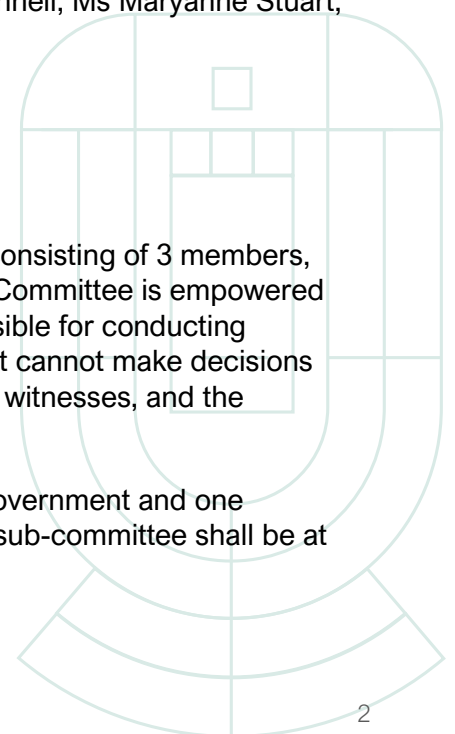 Ms Maryanne Stuart,
onsisting of 3 members,
Committee is empowered
sible for conducting
t cannot make decisions
witnesses, and the
overnment and one
sub-committee shall be at
2